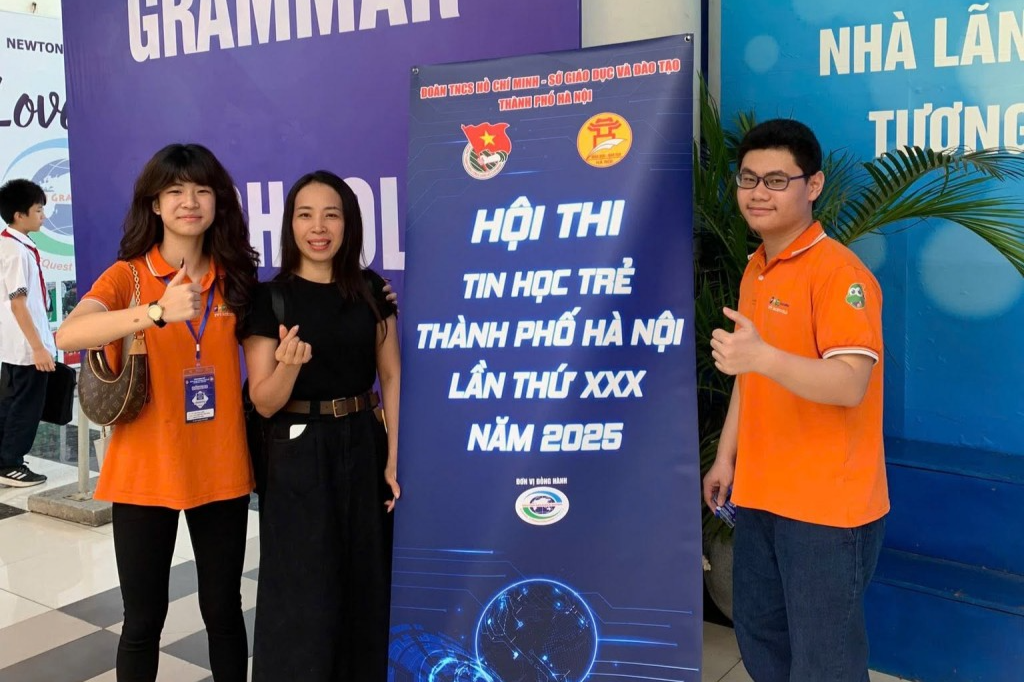 GRAMMAR
NEWTON
Love
Quest
NHÀ LÃN
TƯƠNG
ĐOÀN TNCS HỒ CHÍ MINH - SỞ GIÁO DỤC VÀ ĐÀO TẠO
THÀNH PHỐ HÀ NỘI
HỘI THI
TIN HỌC TRẺ
THÀNH PHỐ HÀ NỘI
LẦN THỨ XXX
NĂM 2025
ĐƠN VỊ ĐỒNG HÀNH